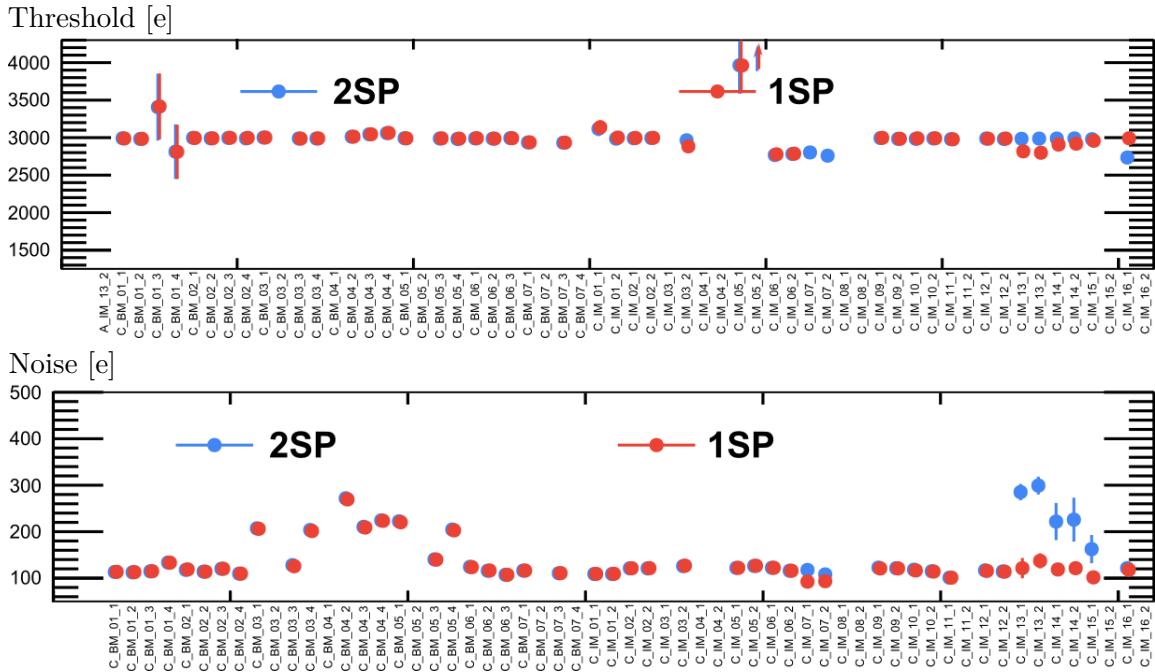 Threshold [e]
4000
3500
3000
2500
2000
1500
2SP
1SP
A_IM_13_2
C_BM_01_1
C_BM_01_2
C_BM_01_3
C_BM_01_4
C_BM_02_1
C_BM_02_2
C_BM_02_3
C_BM_02_4
C_BM_03_1
C_BM_03_2
C_BM_03_3
C_BM_03_4
C_BM_04_1
C_BM_04_2
C_BM_04_3
C_BM_04_4
C_BM_05_1
C_BM_05_2
C_BM_05_3
C_BM_05_4
C_BM_06_1
C_BM_06_2
C_BM_06_3
C_BM_07_1
C_BM_07_2
C_BM_07_3
C_BM_07_4
C_IM_01_1
C_IM_01_2
C_IM_02_1
C_IM_02_2
C_IM_03_1
C_IM_03_2
C_IM_04_1
C_IM_04_2
C_IM_05_1
C_IM_05_2
C_IM_06_1
C_IM_06_2
C_IM_07_1
C_IM_07_2
C_IM_08_1
C_IM_08_2
C_IM_09_1
C_IM_09_2
C_IM_10_1
C_IM_10_2
C_IM_11_1
C_IM_11_2
C_IM_12_1
C_IM_12_2
C_IM_13_1
C_IM_13_2
C_IM_14_1
C_IM_14_2
C_IM_15_1
C_IM_15_2
C_IM_16_1
C_IM_16_2
Noise [e]
500
400
300
200
100
2SP
1SP
C_BM_01_1
C_BM_01_2
C_BM_01_3
C_BM_01_4
C_BM_02_1
C_BM_02_2
C_BM_02_3
C_BM_02_4
C_BM_03_1
C_BM_03_2
C_BM_03_3
C_BM_03_4
C_BM_04_1
C_BM_04_2
C_BM_04_3
C_BM_04_4
C_BM_05_1
C_BM_05_2
C_BM_05_3
C_BM_05_4
C_BM_06_1
C_BM_06_2
C_BM_06_3
C_BM_07_1
C_BM_07_2
C_BM_07_3
C_BM_07_4
C_IM_01_1
C_IM_01_2
C_IM_02_1
C_IM_02_2
C_IM_03_1
C_IM_03_2
C_IM_04_1
C_IM_04_2
C_IM_05_1
C_IM_05_2
C_IM_06_1
C_IM_06_2
C_IM_07_1
C_IM_07_2
C_IM_08_1
C_IM_08_2
C_IM_09_1
C_IM_09_2
C_IM_10_1
C_IM_10_2
C_IM_11_1
C_IM_11_2
C_IM_12_1
C_IM_12_2
C_IM_13_1
C_IM_13_2
C_IM_14_1
C_IM_14_2
C_IM_15_1
C_IM_15_2
C_IM_16_1
C_IM_16_2